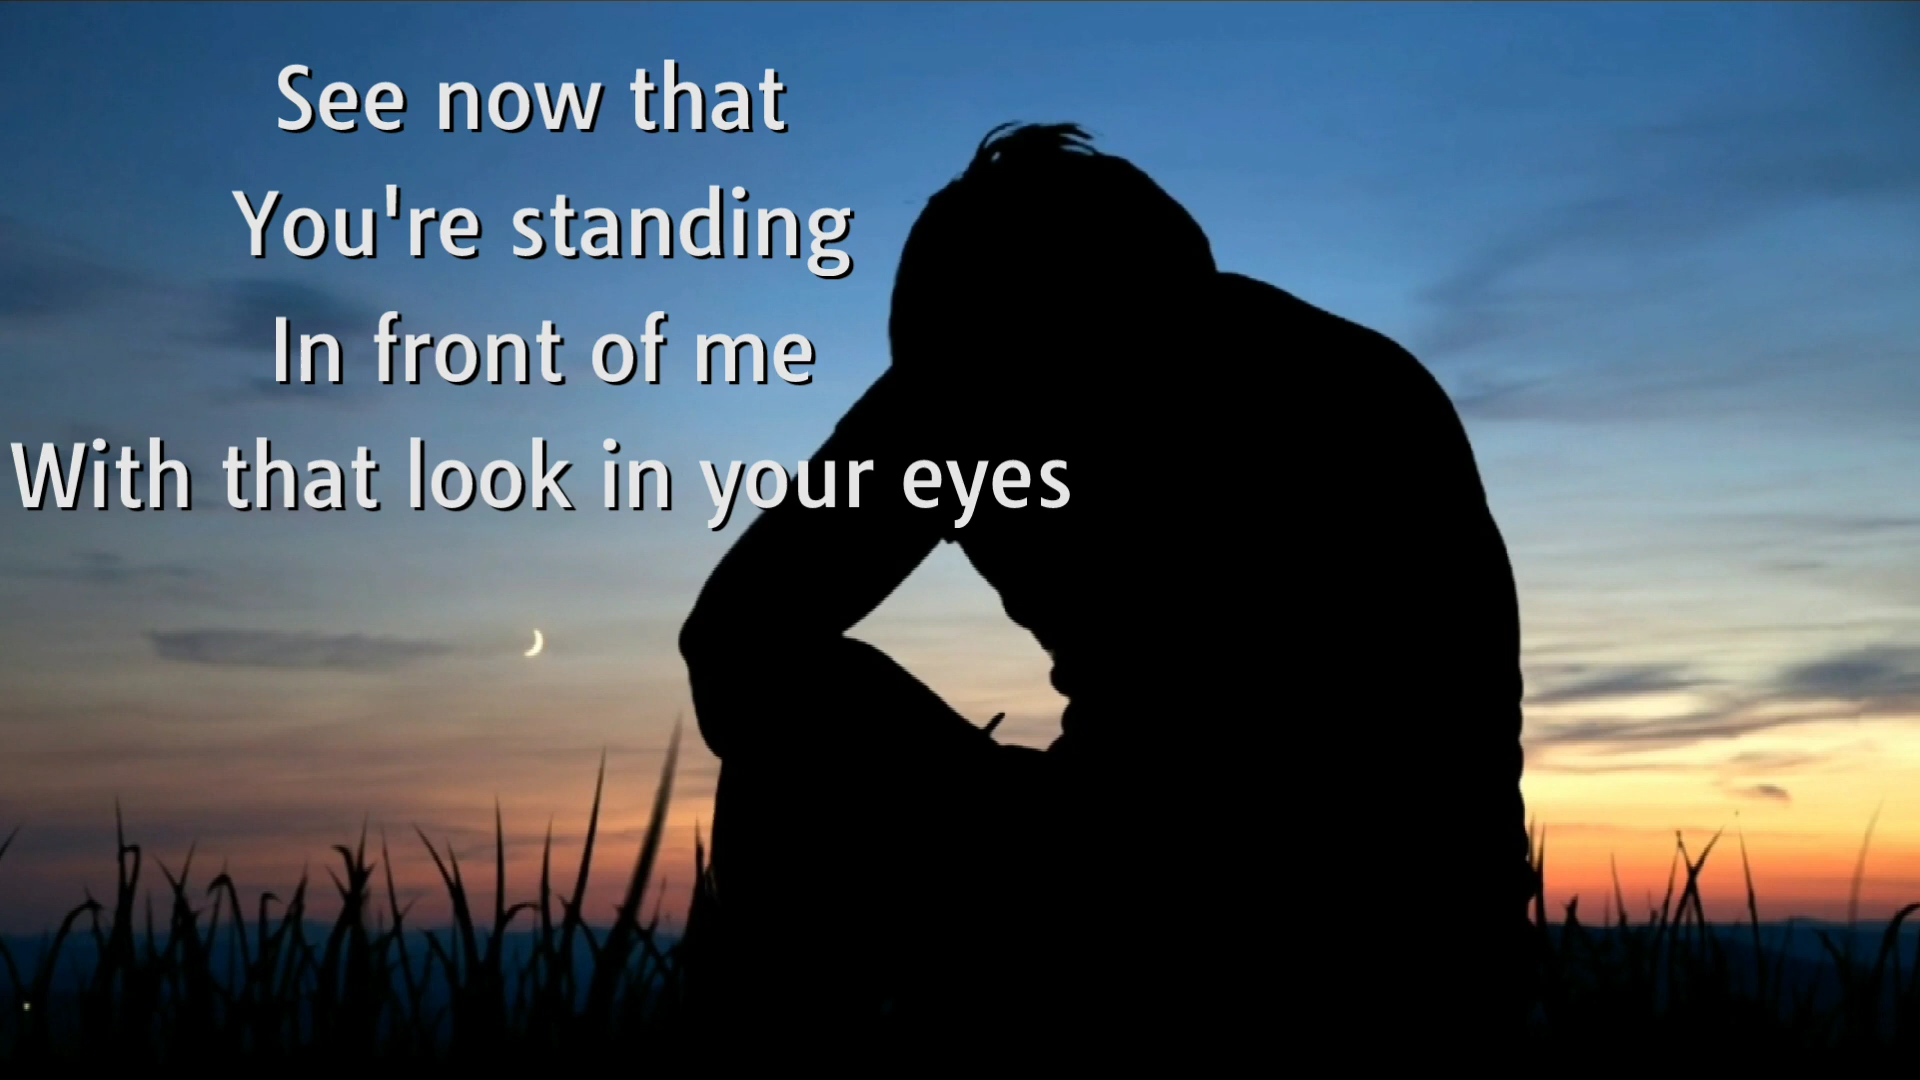 See now that
You're standing
In front of me
With that look in your eyes